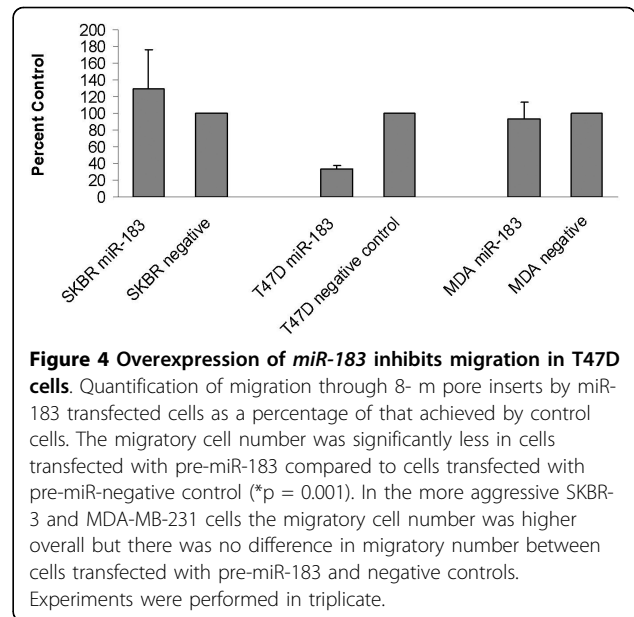 200
180
160
140
120
100
80
60
40
20
0
Percent Control
SKBR miR-183
SKBR negative
T47D miR-183
T47D negative control
MDA miR-183
MDA negative
Figure 4 Overexpression of miR-183 inhibits migration in T47D
cells. Quantification of migration through 8- m pore inserts by miR-
183 transfected cells as a percentage of that achieved by control
cells. The migratory cell number was significantly less in cells
transfected with pre-miR-183 compared to cells transfected with
pre-miR-negative control (*p = 0.001). In the more aggressive SKBR-
3 and MDA-MB-231 cells the migratory cell number was higher
overall but there was no difference in migratory number between
cells transfected with pre-miR-183 and negative controls.
Experiments were performed in triplicate.